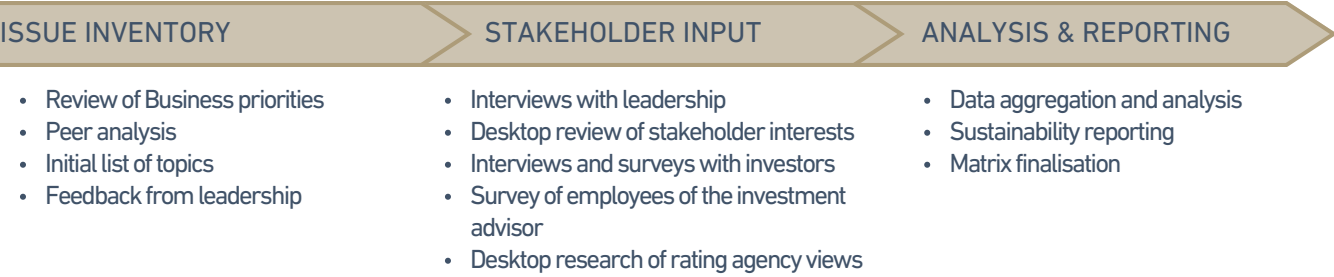 ISSUE INVENTORY
• Review of Business priorities
• Peer analysis
• Initial list of topics
• Feedback from leadership
STAKEHOLDER INPUT
• Interviews with leadership
• Desktop review of stakeholder interests
• Interviews and surveys with investors
• Survey of employees of the investment
advisor
• Desktop research of rating agency views
ANALYSIS & REPORTING
• Data aggregation and analysis
• Sustainability reporting
• Matrix finalisation